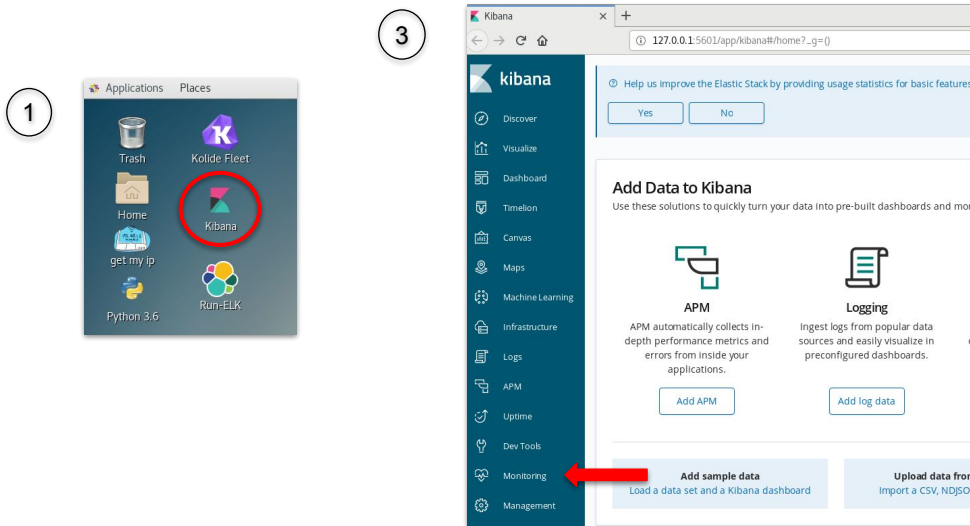 1
Applications Places
Trash
Kolide Fleet
Home
Kibana
get my ip
Python 3.6
Run-ELK
3
Kibana
127.0.0.1:5601/app/kibana#/home?_g=()
kibana
Discover
Visualize
Dashboard
Timelion
Canvas
Maps
Machine Learning
Infrastructure
Logs
APM
Uptime
Dev Tools
Monitoring
Management
Help us improve the Elastic Stack by providing usage statistics for basic features
Yes No
Add Data to Kibana
Use these solutions to quickly turn your data into pre-built dashboards and mo
APM
APM automatically collects in-
depth performance metrics and
errors from inside your
applications.
Add APM
Logging
Ingest logs from popular data
sources and easily visualize in
preconfigured dashboards.
Add log data
Add sample data
Load a data set and a Kibana dashboard
Upload data fro
Import a CSV, NDJSO